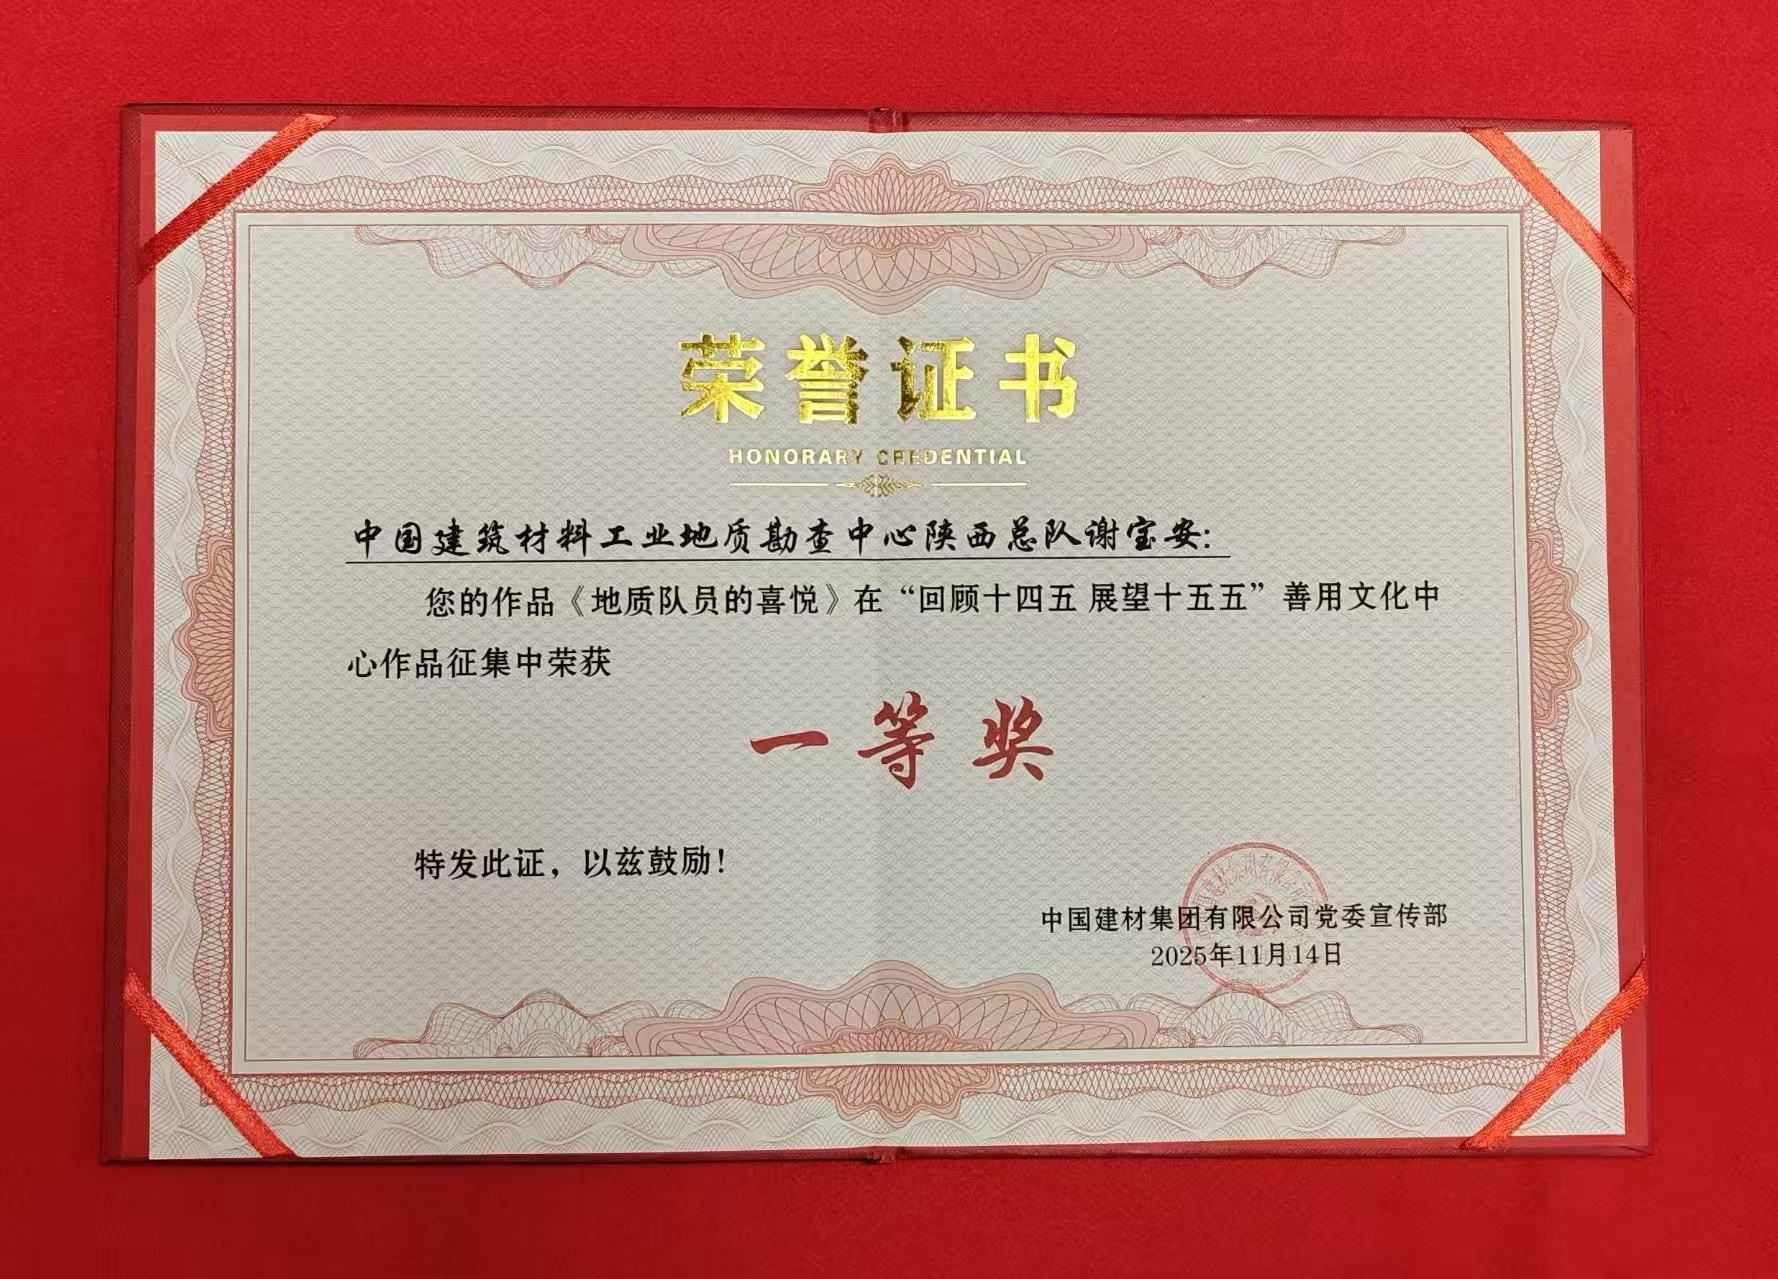 荣誉证书
HONORARY CREDENTIAL
中国建筑材料工业地质勘查中心陕西总队谢宝安:
您的作品《地质队员的喜悦》在“回顾十四五 展望十五五”善用文化中
心作品征集中荣获
一等奖
特发此证，以兹鼓励！
中国建材集团有限公司党委宣传部
2025年11月14日